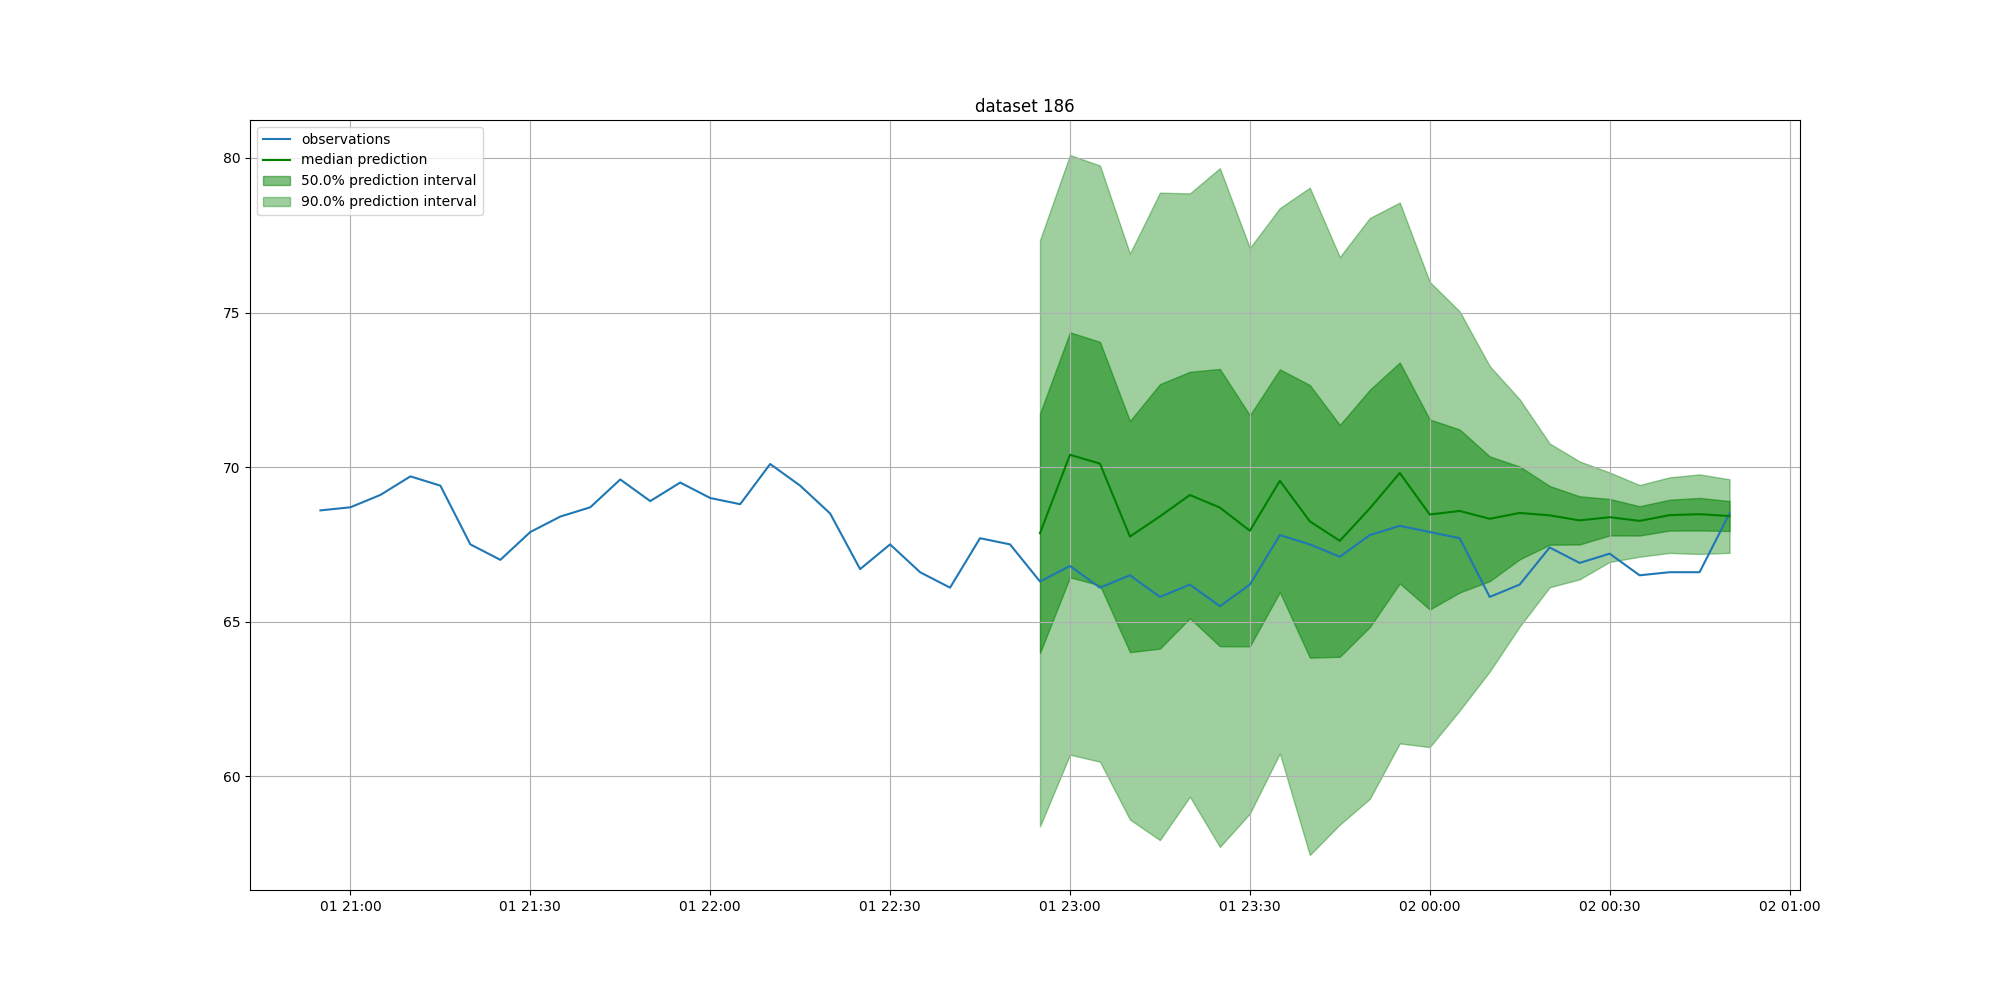 dataset 186
observations
median prediction
50.0% prediction interval
90.0% prediction interval
80
75
70
65
60
01 21:00
01 21:30
01 22:00
01 22:30
01 23:00
01 23:30
02 00:00
02 00:30
02 01:00